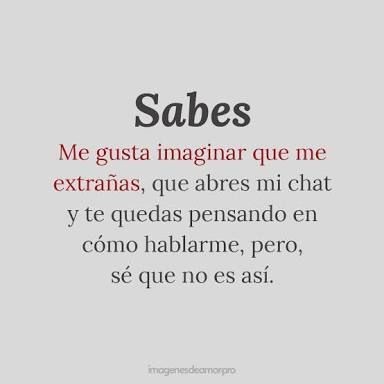 Sabes
Me gusta imaginar que me
extrañas, que abres mi chat
y te quedas pensando en
cómo hablarme, pero,
sé que no es así.
imagenesdeamorpro